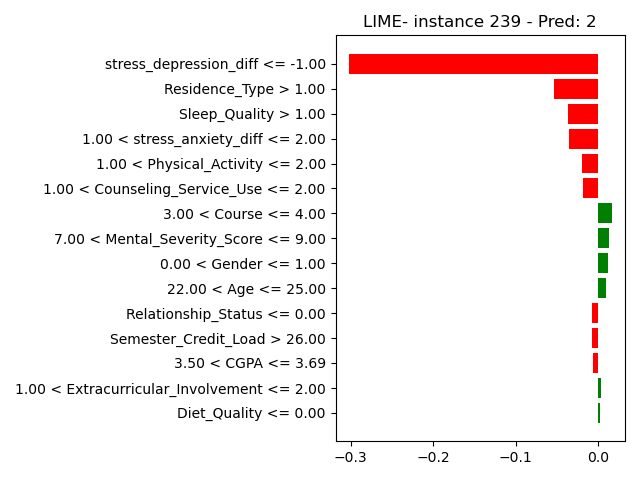 LIME- instance 239 - Pred: 2
stress_depression_diff <= -1.00
Residence_Type > 1.00
Sleep_Quality > 1.00
1.00 < stress_anxiety_diff <= 2.00
1.00 < Physical_Activity <= 2.00
1.00 < Counseling_Service_Use <= 2.00
3.00 < Course <= 4.00
7.00 < Mental_Severity_Score <= 9.00
0.00 < Gender <= 1.00
22.00 < Age <= 25.00
Relationship_Status <= 0.00
Semester_Credit_Load > 26.00
3.50 < CGPA <= 3.69
1.00 < Extracurricular_Involvement <= 2.00
Diet_Quality <= 0.00
−0.3 −0.2 −0.1 0.0